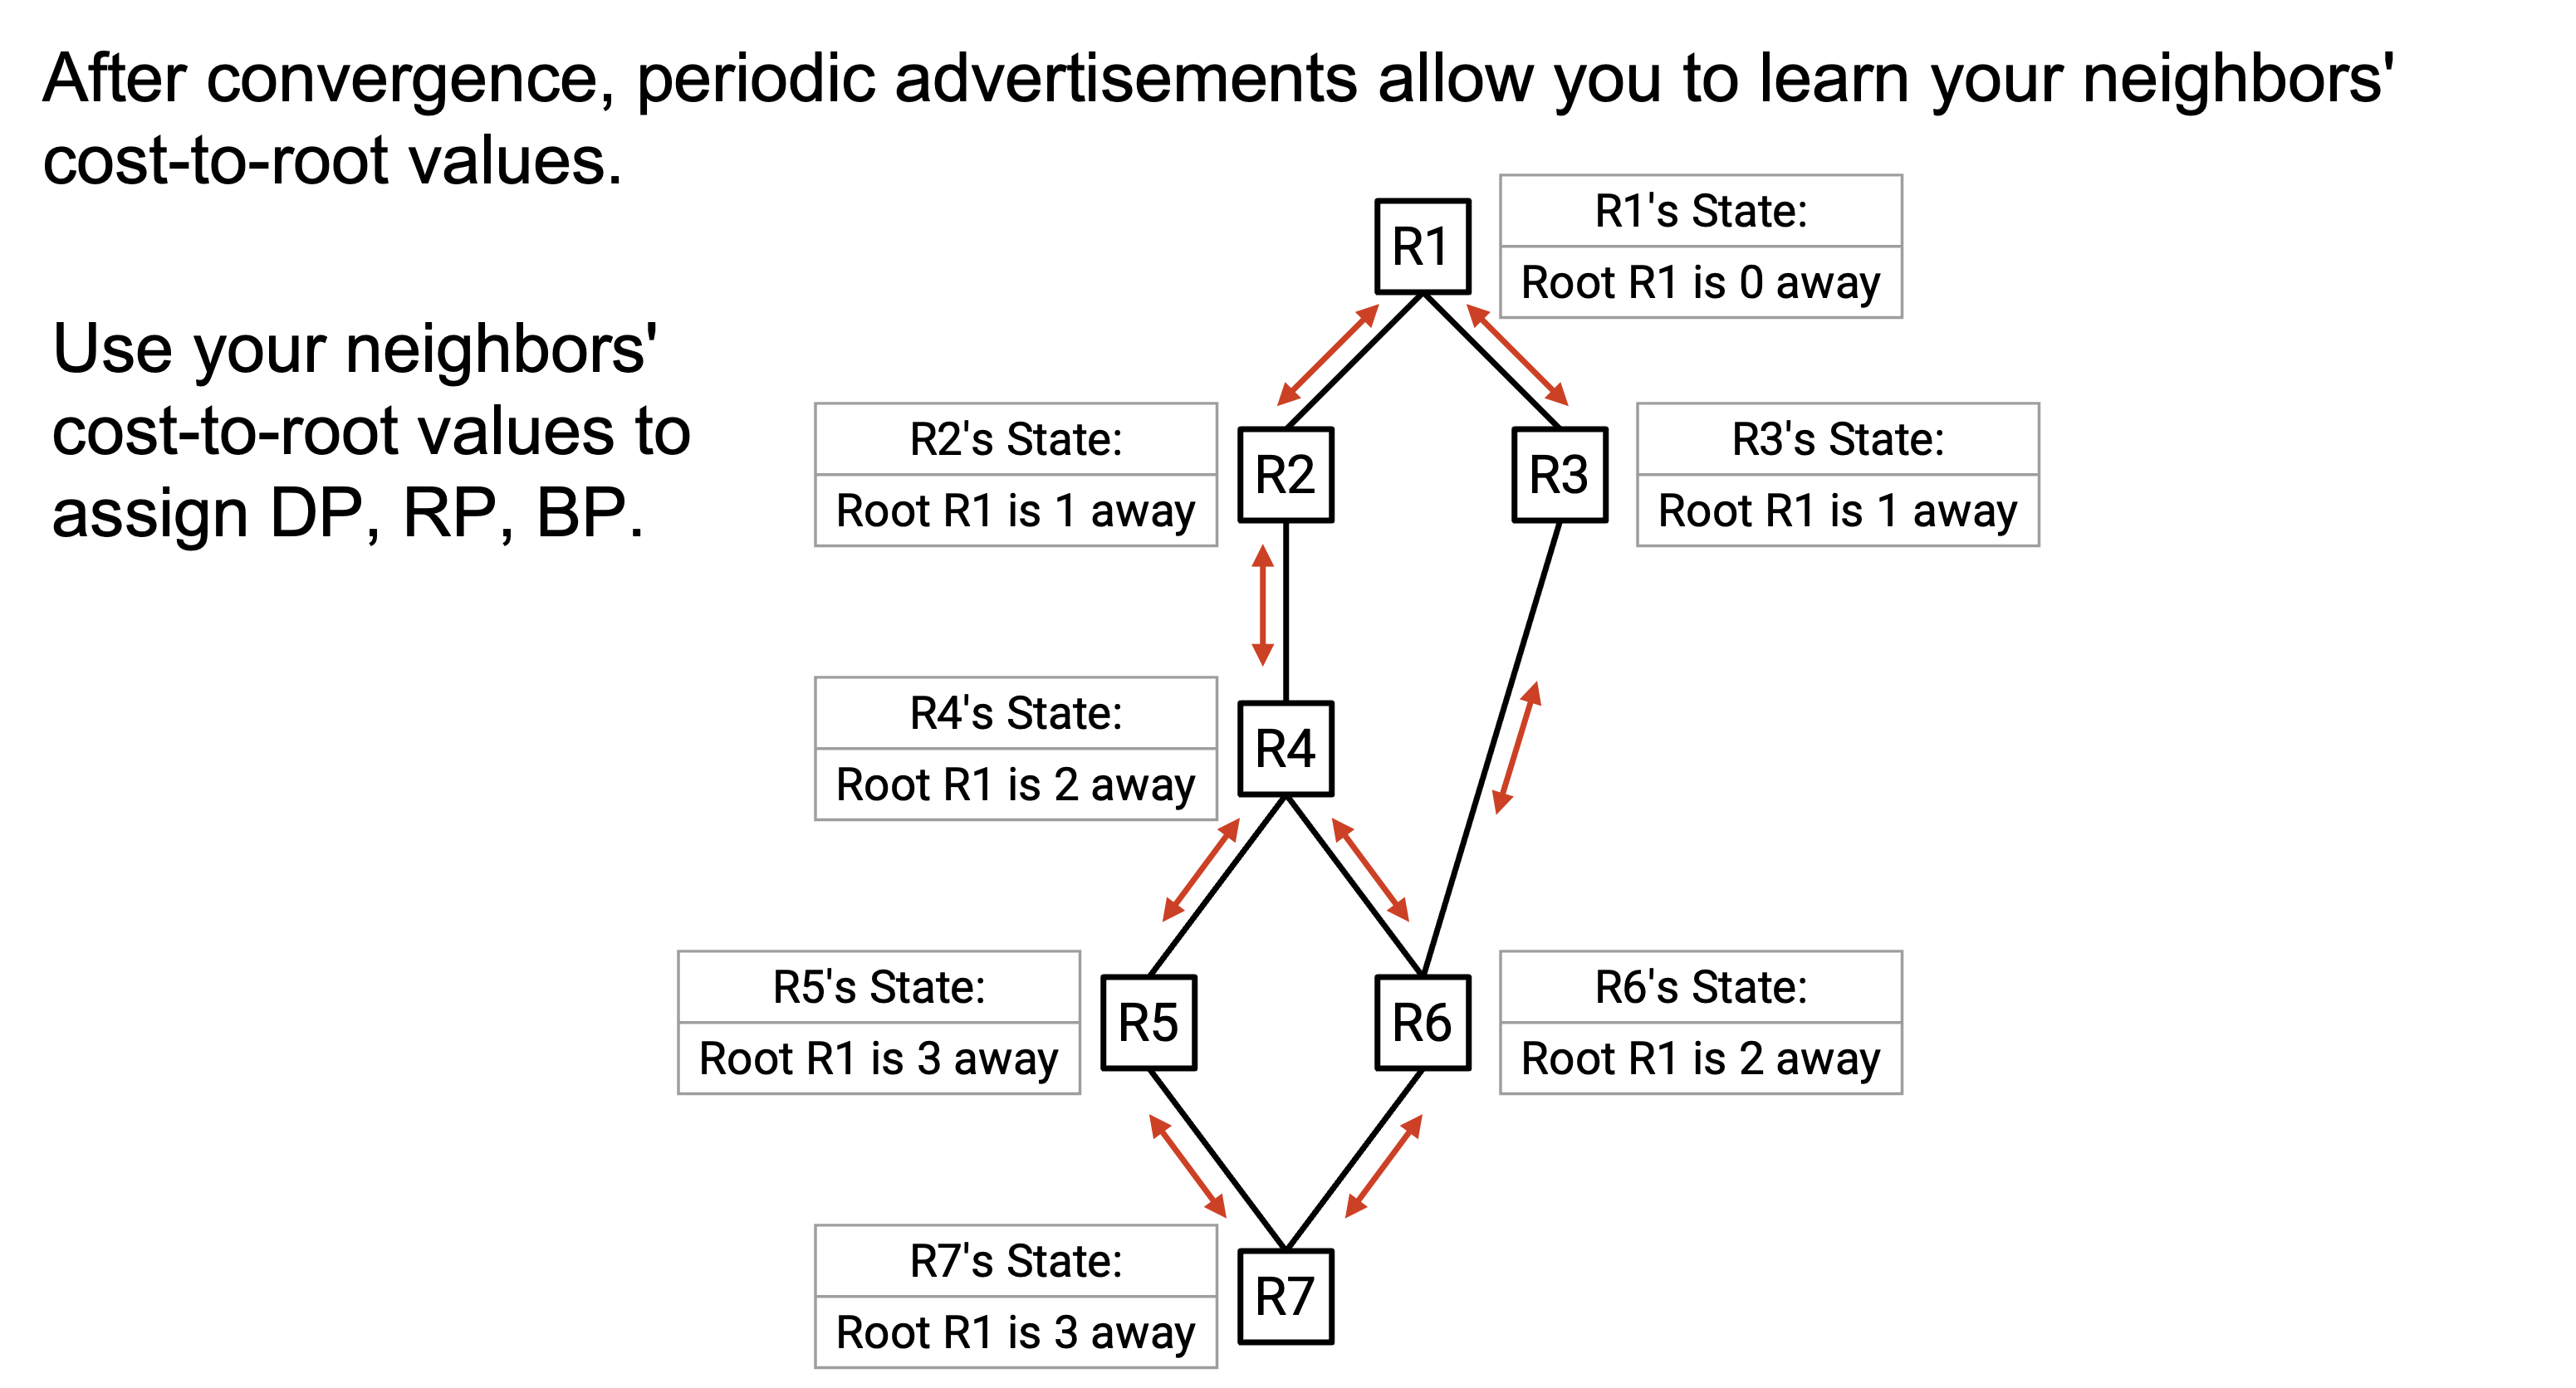 After convergence, periodic advertisements allow you to learn your neighbors'
cost-to-root values.
Use your neighbors'
cost-to-root values to
assign DP, RP, BP.
R1
R1's State:
Root R1 is 0 away
R2's State:
Root R1 is 1 away
R2
R3
R3's State:
Root R1 is 1 away
R4's State:
Root R1 is 2 away
R4
R5's State:
Root R1 is 3 away
R5
R6
R6's State:
Root R1 is 2 away
R7's State:
Root R1 is 3 away
R7